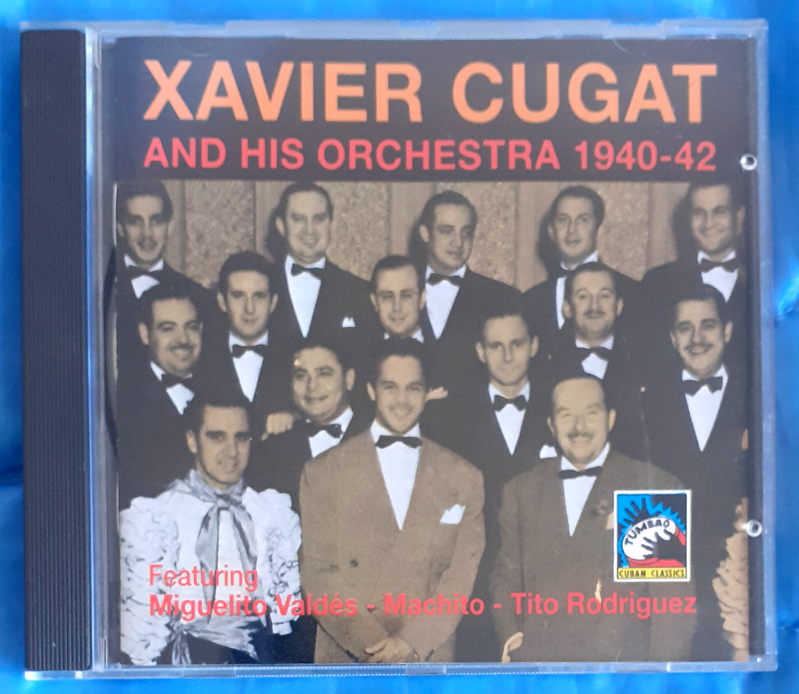 XAVIER CUGAT
AND HIS ORCHESTRA 1940-42
TUMBAO
CUBAN CLASSICS
Featuring
Miguelito Valdés - Machito - Tito Rodriguez